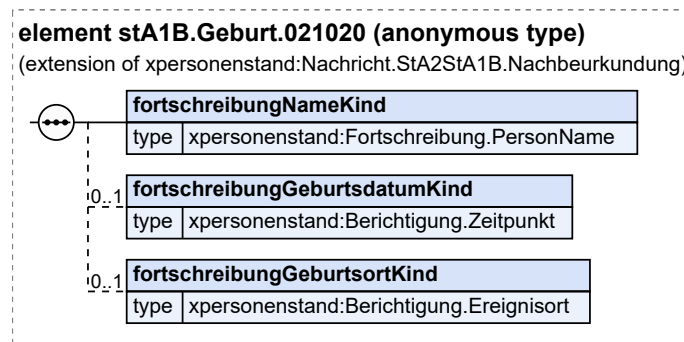 element stA1B.Geburt.021020 (anonymous type)
(extension of xpersonenstand:Nachricht.StA2StA1B.Nachbeurkundung)
fortschreibungNameKind
type xpersonenstand:Fortschreibung.PersonName
0..1
fortschreibungGeburtsdatumKind
type xpersonenstand:Berichtigung.Zeitpunkt
0..1
fortschreibungGeburtsortKind
type xpersonenstand:Berichtigung.Ereignisort